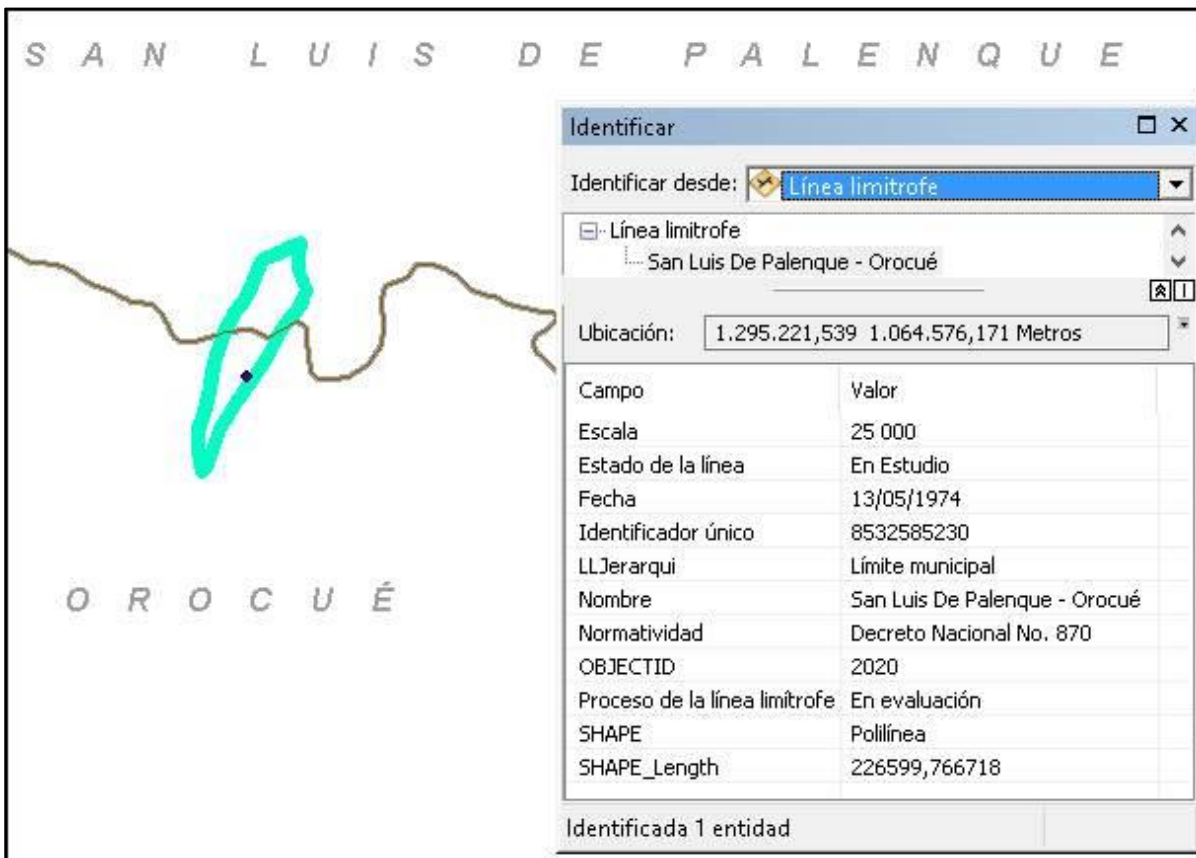 SAN LUIS DE PALENQUE
Identificar
Identificar desde: Línea limitrofe
Línea limitrofe
San Luis De Palenque - Orocué
Ubicación: 1.295.221,539 1.064.576,171 Metros
Campo Valor
Escala 25 000
Estado de la línea En Estudio
Fecha 13/05/1974
Identificador único 8532585230
LLJerarqui Límite municipal
Nombre San Luis De Palenque - Orocué
Normatividad Decreto Nacional No. 870
OBJECTID 2020
Proceso de la línea limítrofe En evaluación
SHAPE Polilínea
SHAPE_Length 226599,766718
Identificada 1 entidad
OROCUÉ